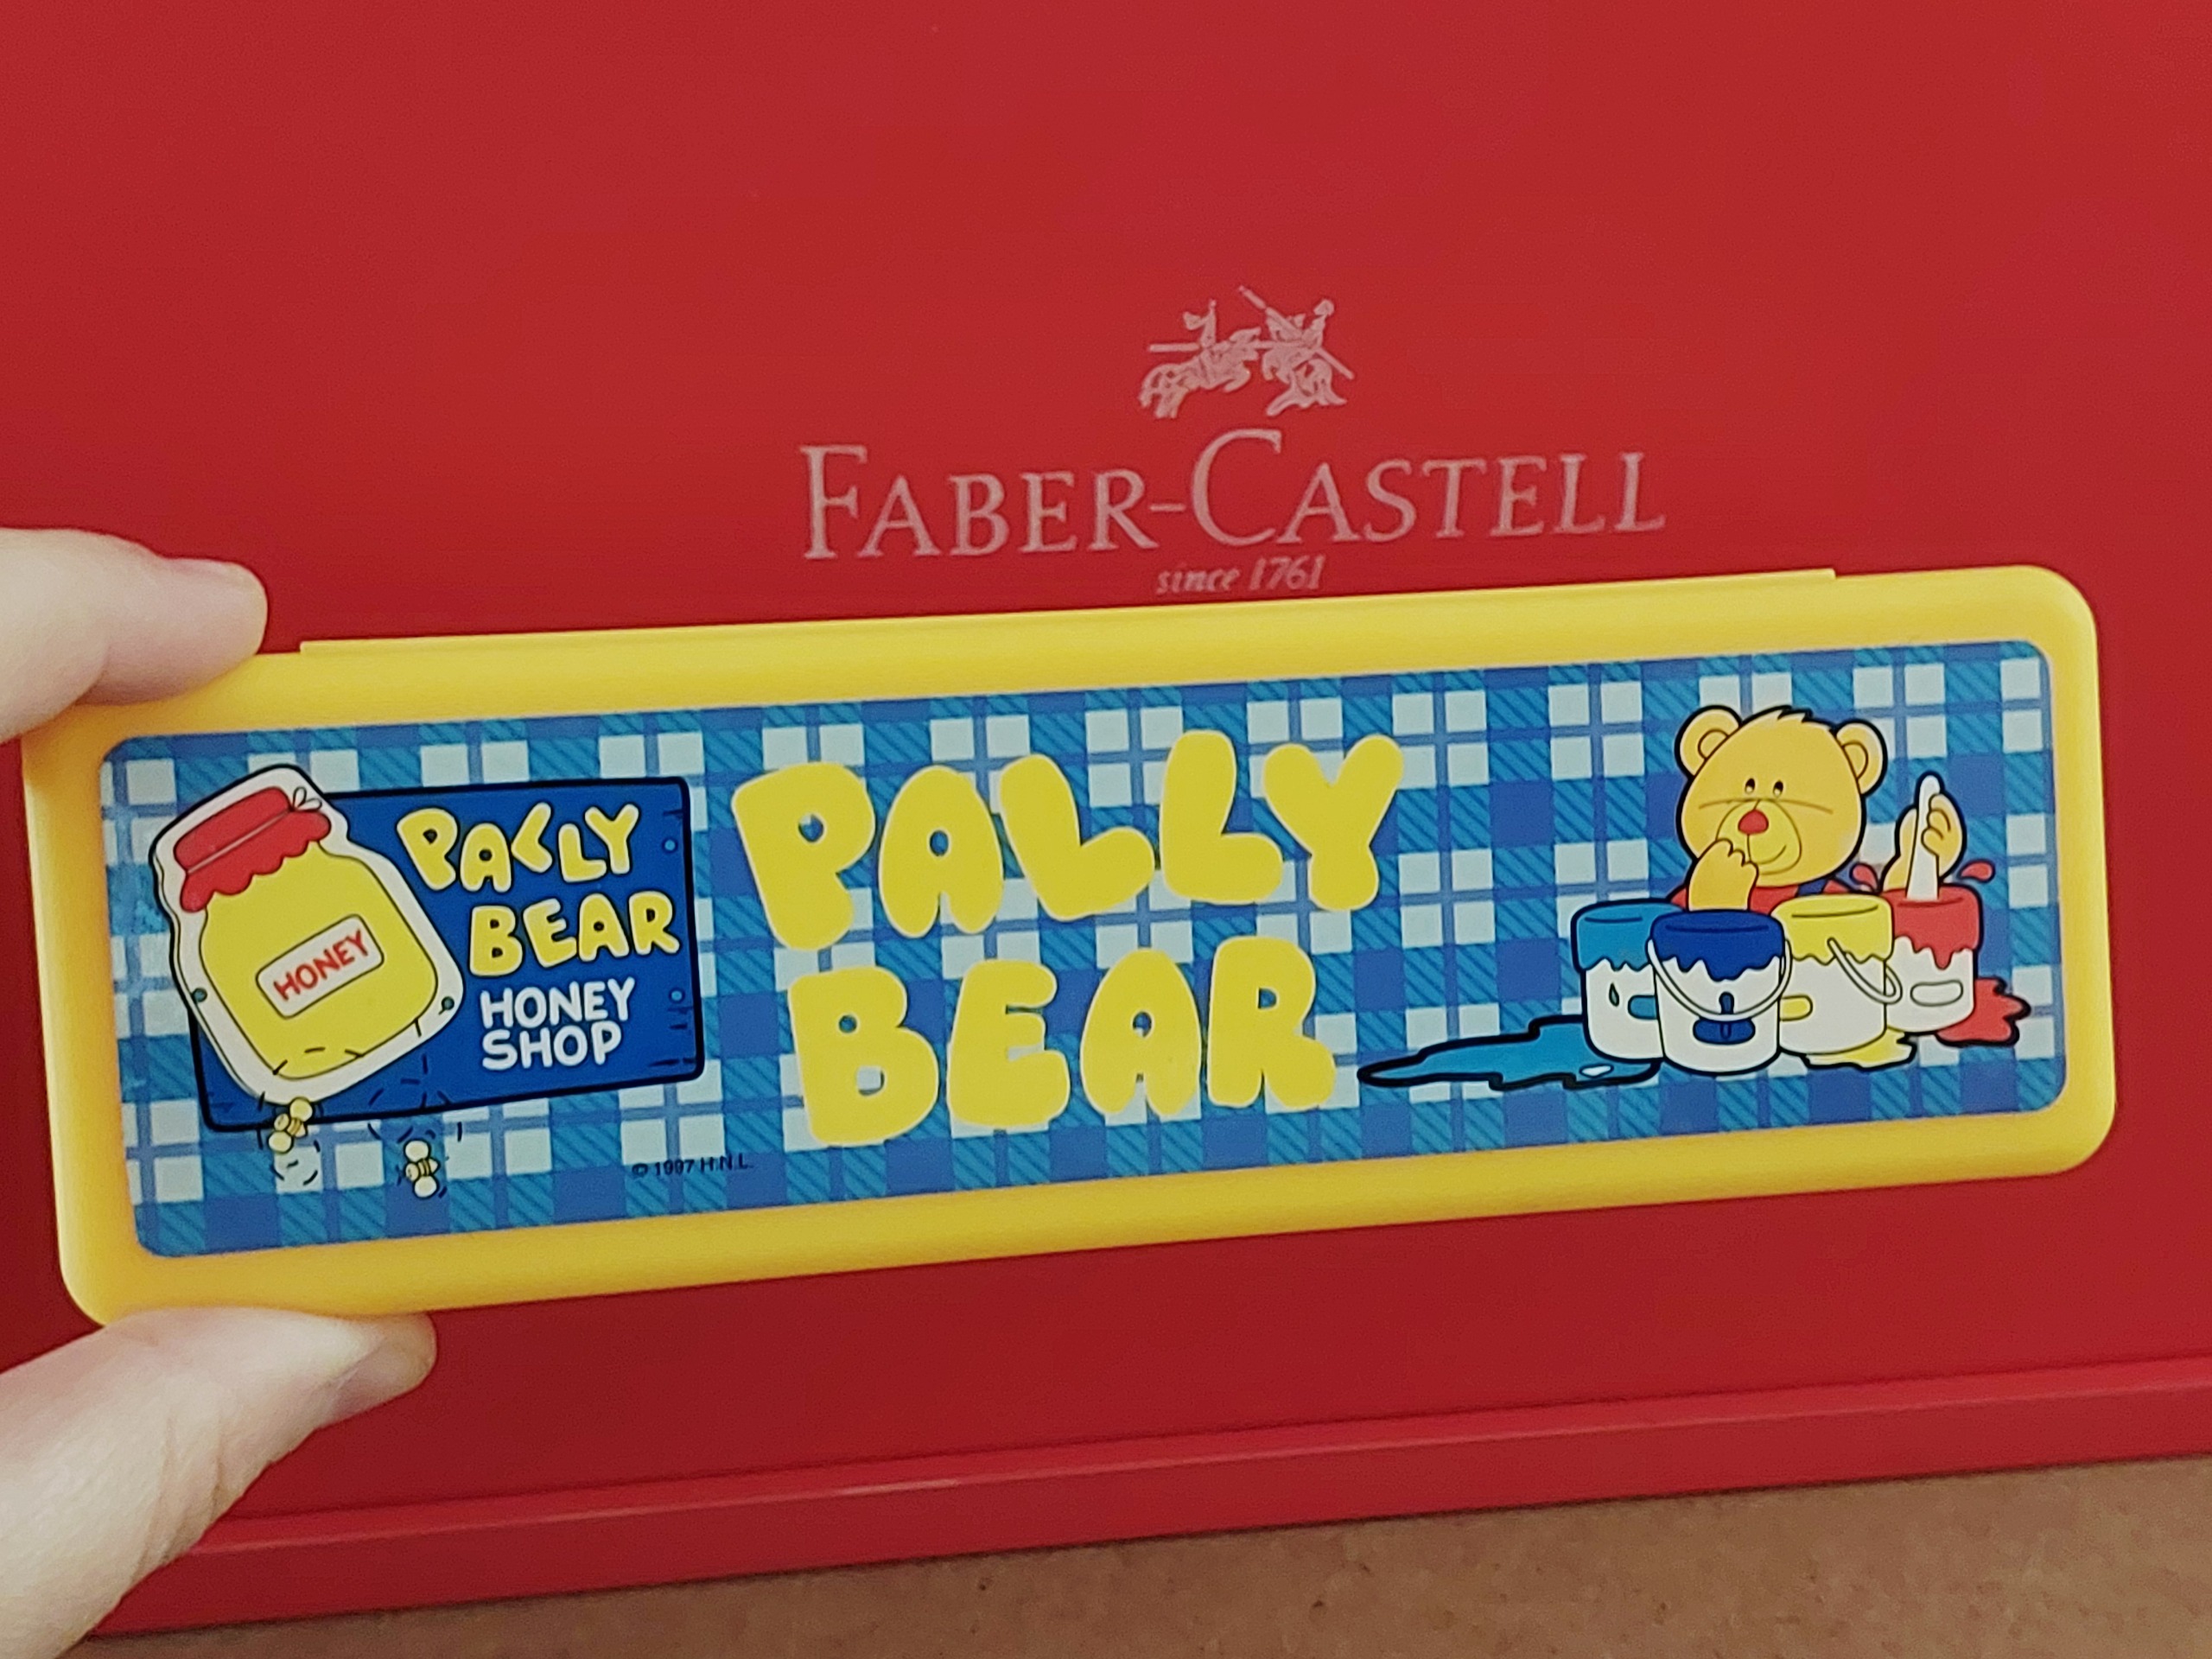 FABER-CASTELL
since 1761
PALLY
BEAR
HONEY
SHOP
HONEY
PALLY
BEAR
© 1997 H.N.L.